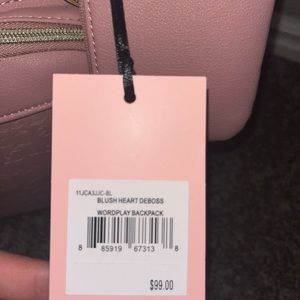 11JCA3JJC-BL
BLUSH HEART DEBOSS
WORDPLAY BACKPACK
8 85919 67313 8
$99.00